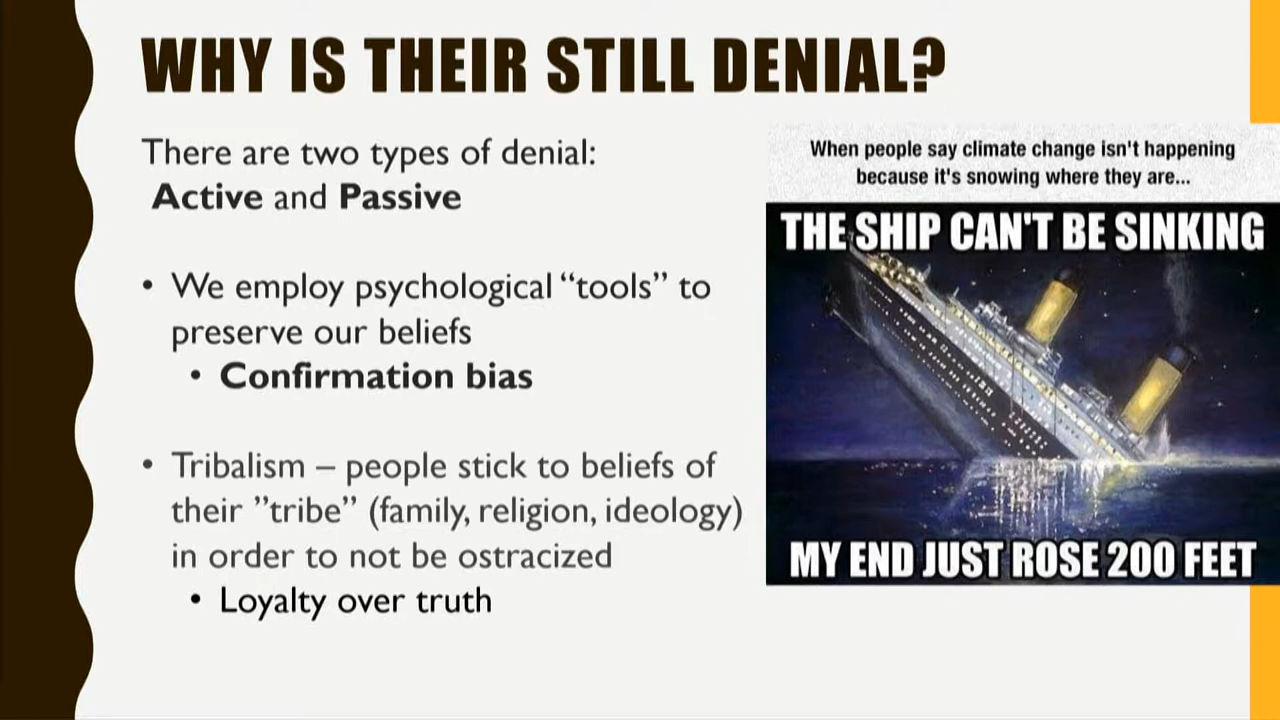 WHY IS THEIR STILL DENIAL?
There are two types of denial:
Active and Passive
• We employ psychological “tools” to
preserve our beliefs
• Confirmation bias
• Tribalism – people stick to beliefs of
their ”tribe” (family, religion, ideology)
in order to not be ostracized
• Loyalty over truth
When people say climate change isn't happening
because it's snowing where they are...
THE SHIP CAN'T BE SINKING
MY END JUST ROSE 200 FEET